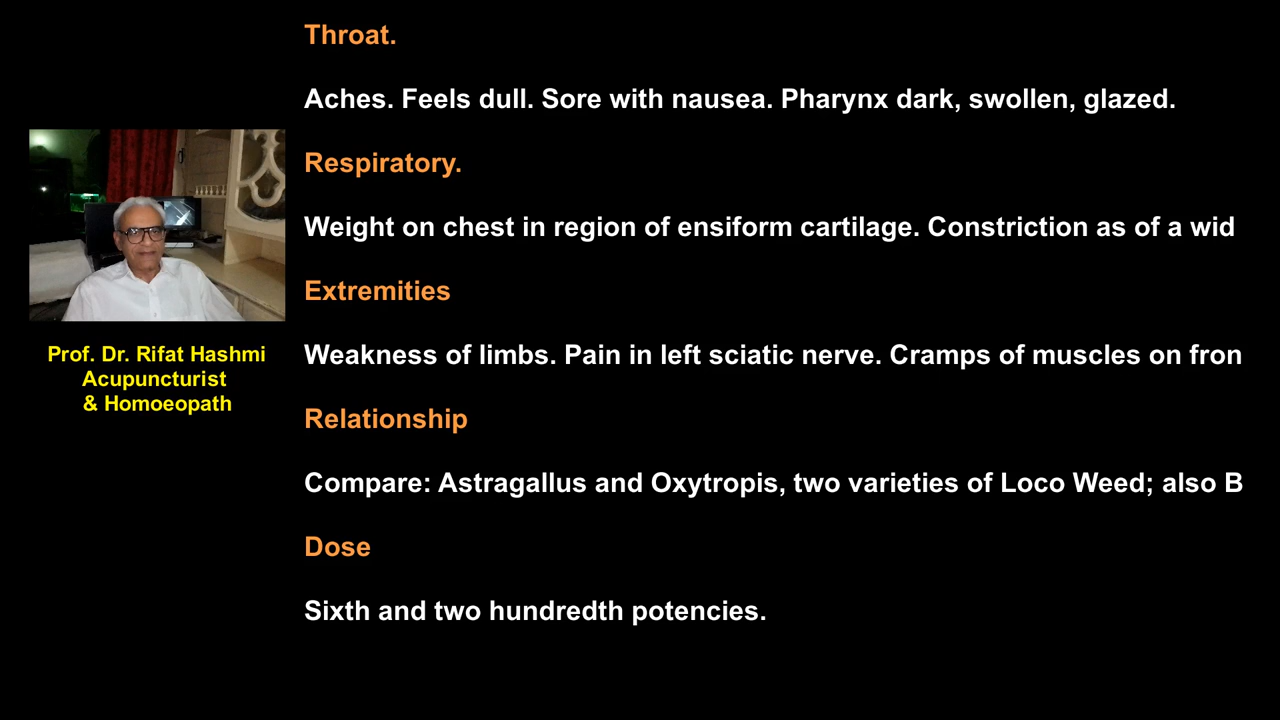 Throat.
Aches. Feels dull. Sore with nausea. Pharynx dark, swollen, glazed.
Respiratory.
Weight on chest in region of ensiform cartilage. Constriction as of a wid
Extremities
Weakness of limbs. Pain in left sciatic nerve. Cramps of muscles on fron
Relationship
Compare: Astragallus and Oxytropis, two varieties of Loco Weed; also B
Dose
Sixth and two hundredth potencies.
Prof. Dr. Rifat Hashmi
Acupuncturist
& Homoeopath